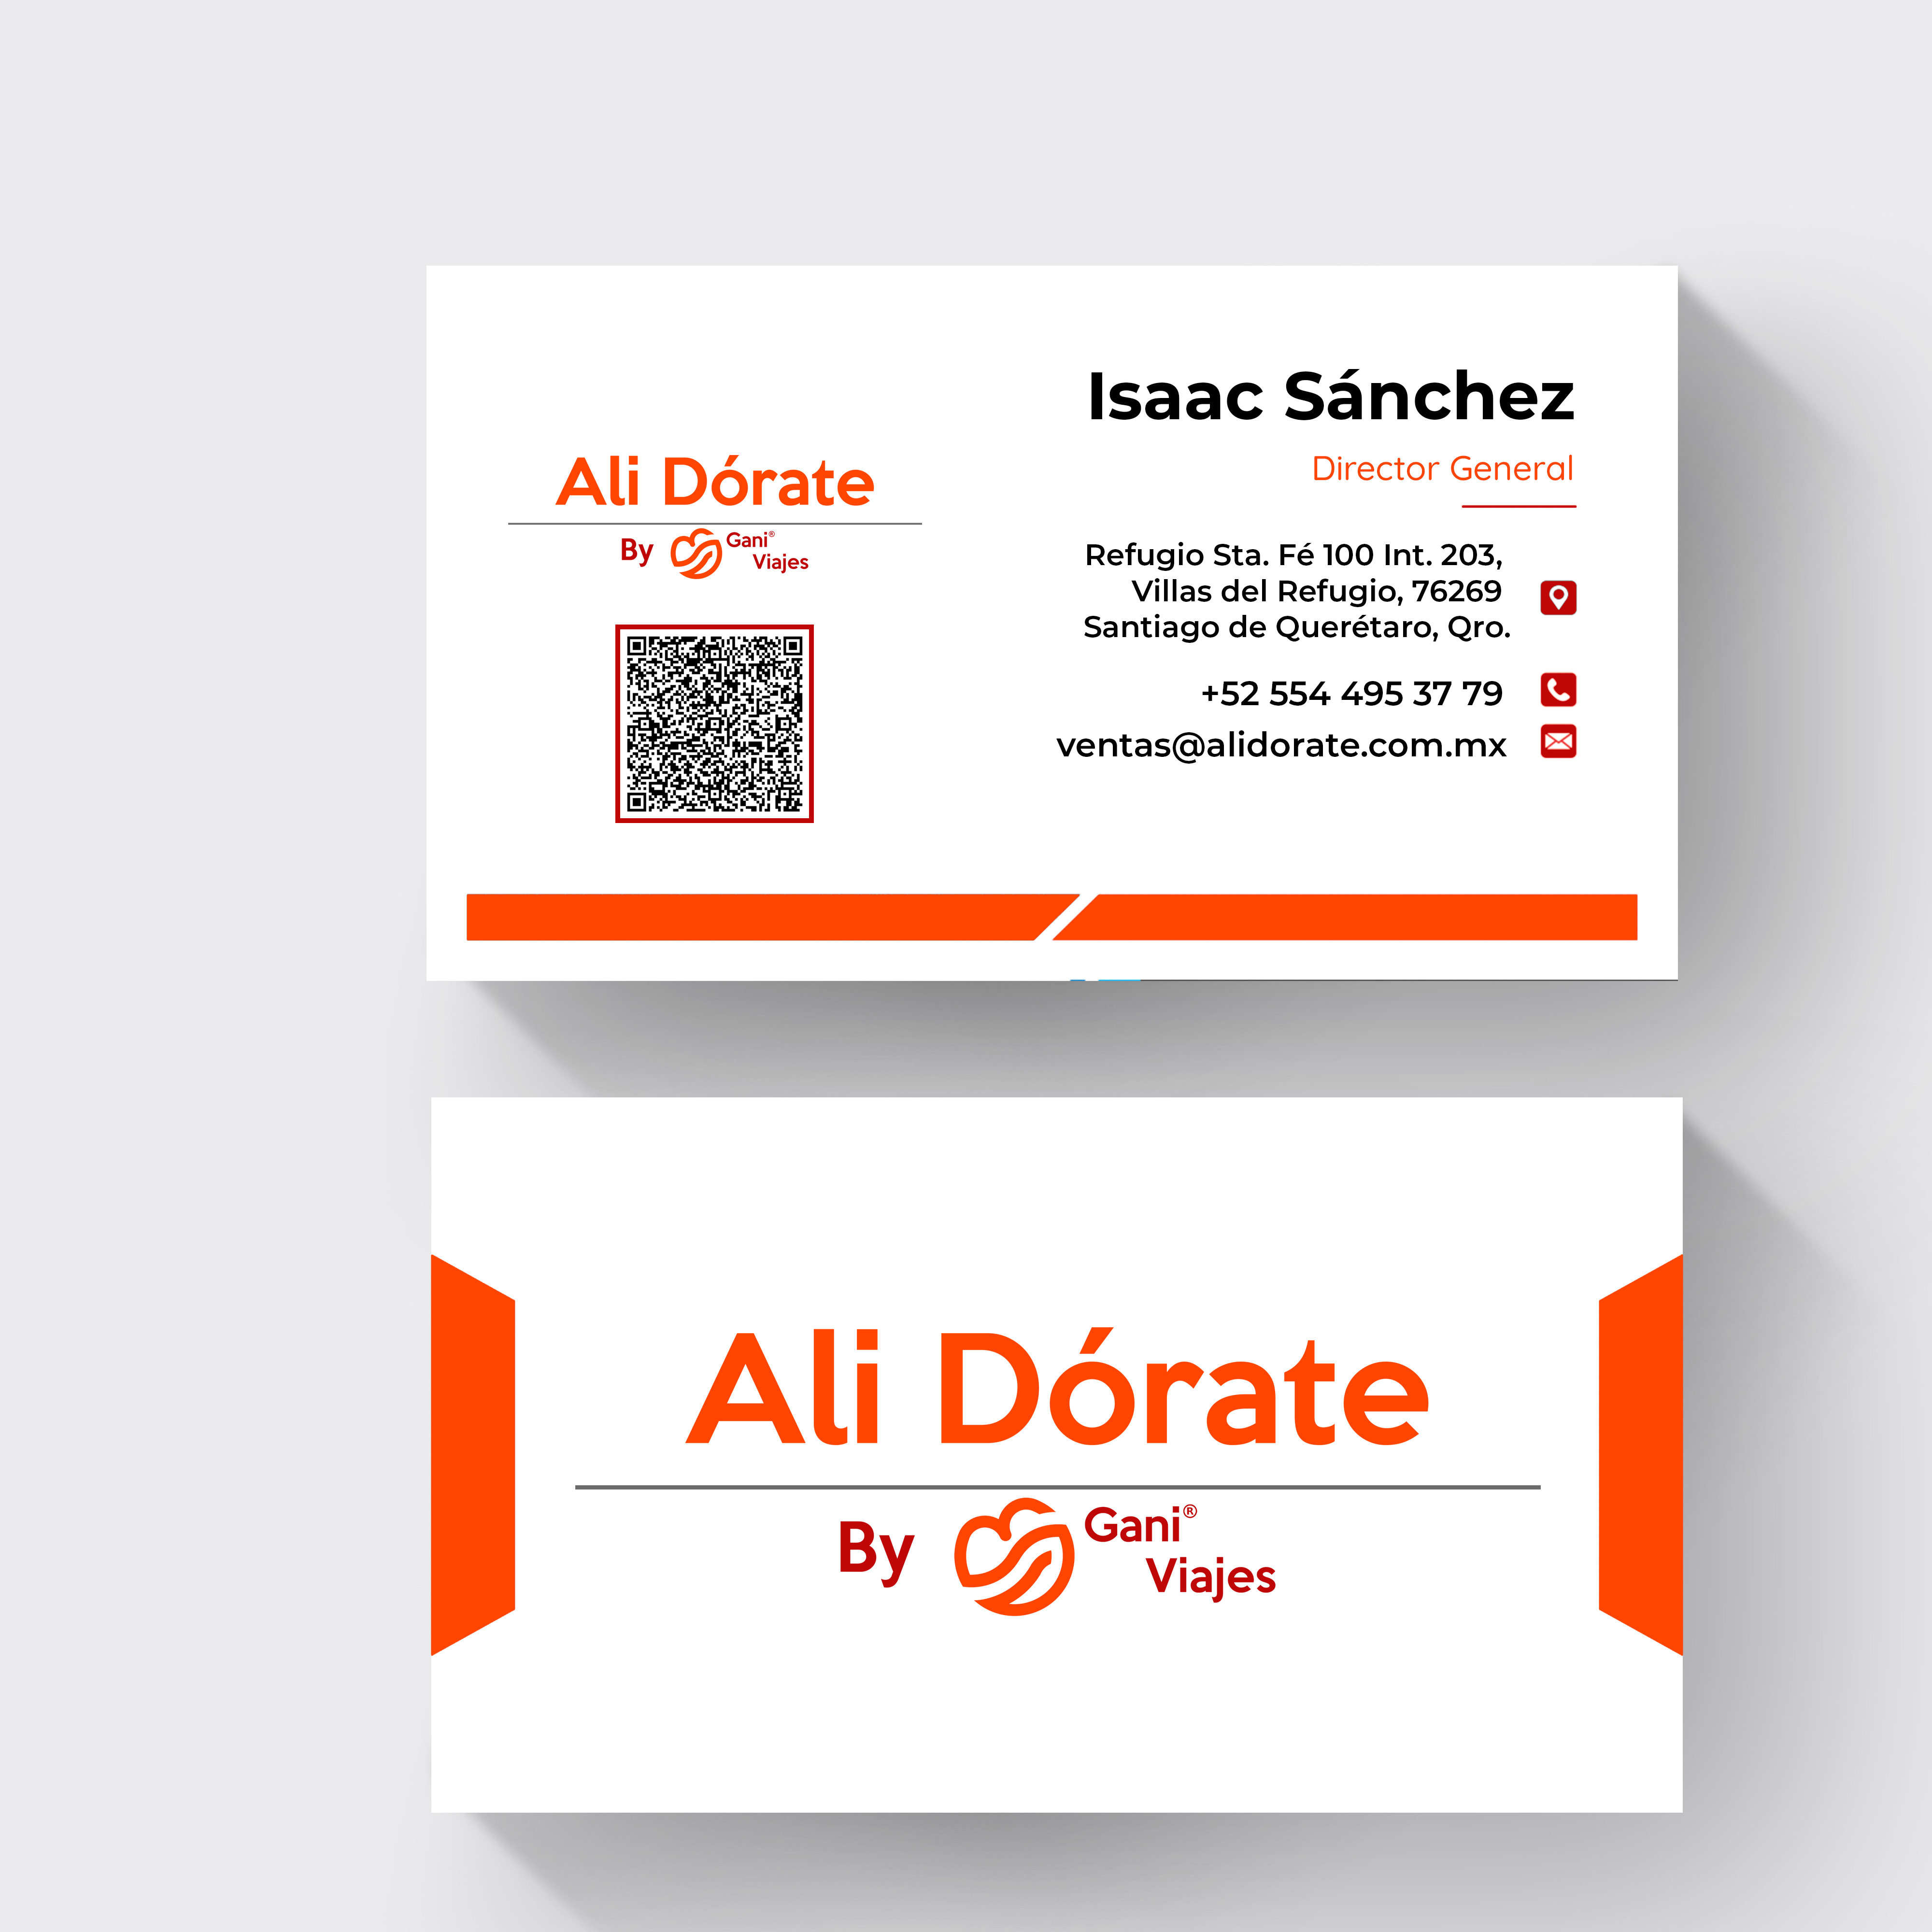 Ali Dórate
By Gani®
Viajes
Isaac Sánchez
Director General
Refugio Sta. Fé 100 Int. 203,
Villas del Refugio, 76269
Santiago de Querétaro, Qro.
+52 554 495 37 79
ventas@alidorate.com.mx
Ali Dórate
By Gani®
Viajes